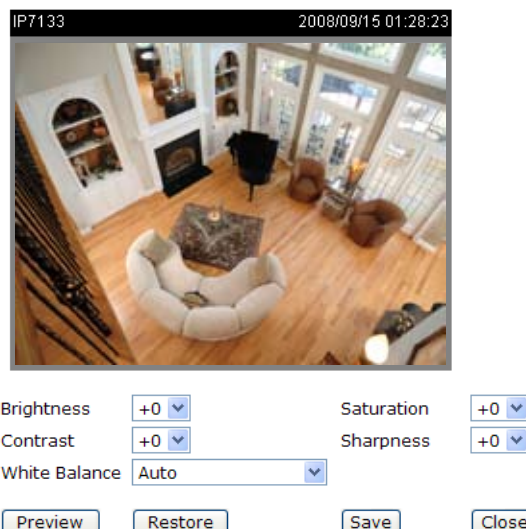 IP7133 2008/09/15 01:28:23
Brightness +0 Saturation +0
Contrast +0 Sharpness +0
White Balance Auto
Preview Restore Save Close